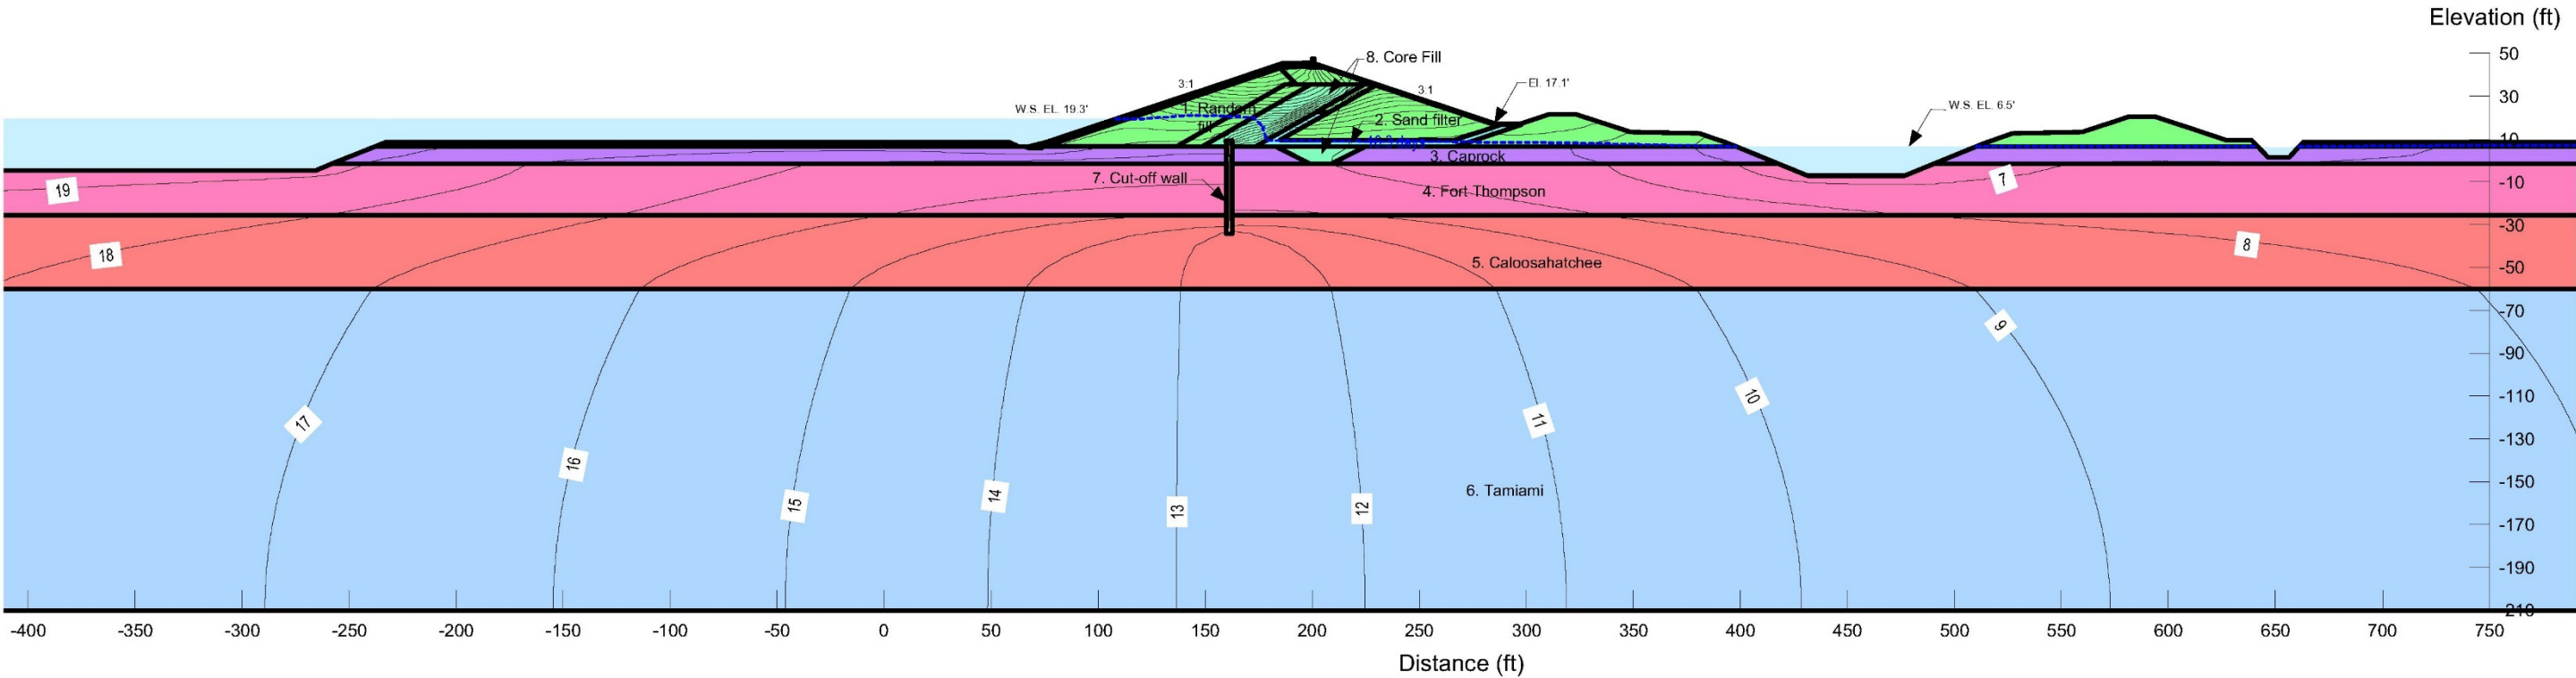 Elevation (ft)
50
30
10
-10
-30
-50
-70
-90
-110
-130
-150
-170
-190
-210
8. Core Fill
3:1
3:1
El. 17.1'
W.S. EL. 19.3'
W.S. EL. 6.5'
1. Random
fill
2. Sand filter
3. Caprock
7. Cut-off wall
4. Fort Thompson
5. Caloosahatchee
6. Tamiami
19
18
17
16
15
14
13
12
11
10
9
8
7
-400 -350 -300 -250 -200 -150 -100 -50 0 50 100 150 200 250 300 350 400 450 500 550 600 650 700 750
Distance (ft)